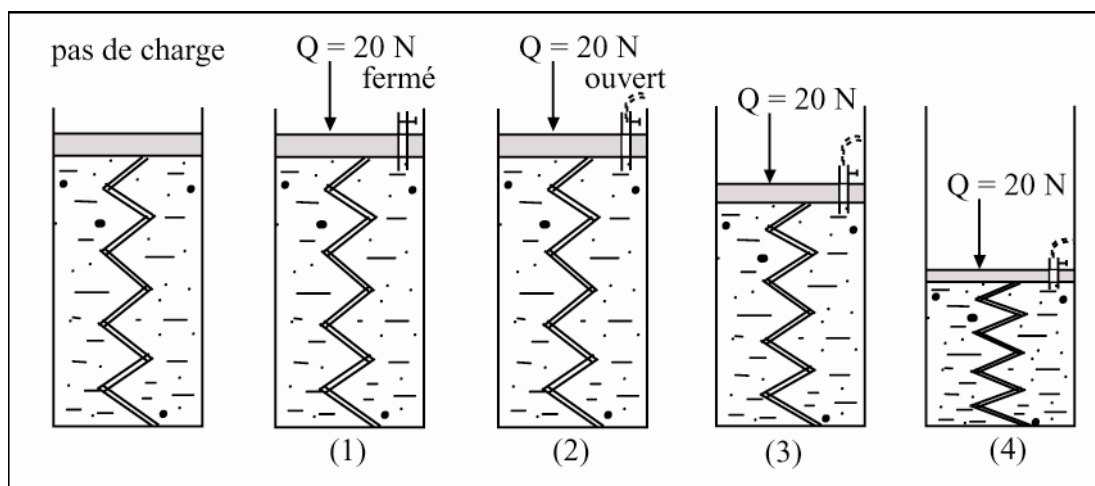 pas de charge
Q = 20 N
fermé
Q = 20 N
ouvert
Q = 20 N
Q = 20 N
(1)
(2)
(3)
(4)